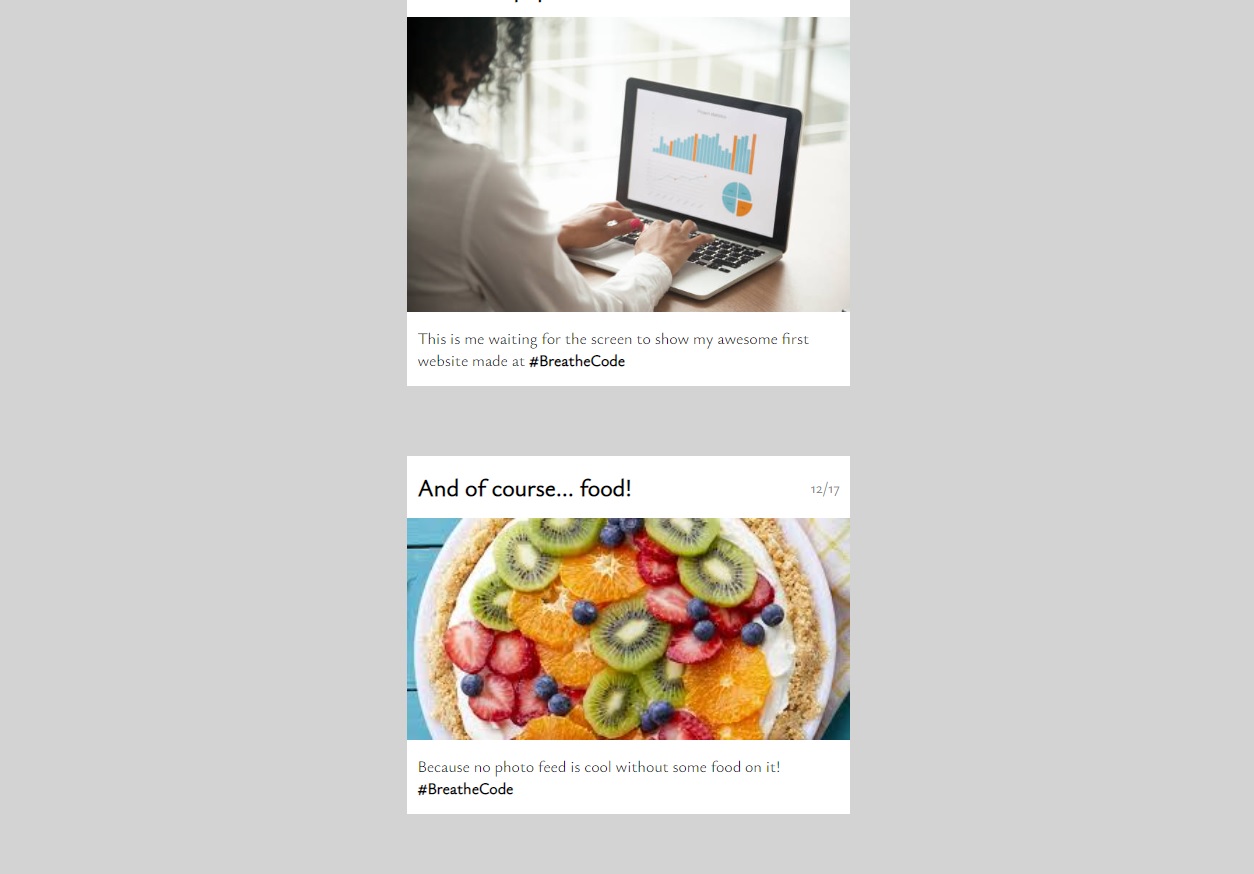 This is me waiting for the screen to show my awesome first
website made at #BreatheCode
And of course... food!
12/17
Because no photo feed is cool without some food on it!
#BreatheCode